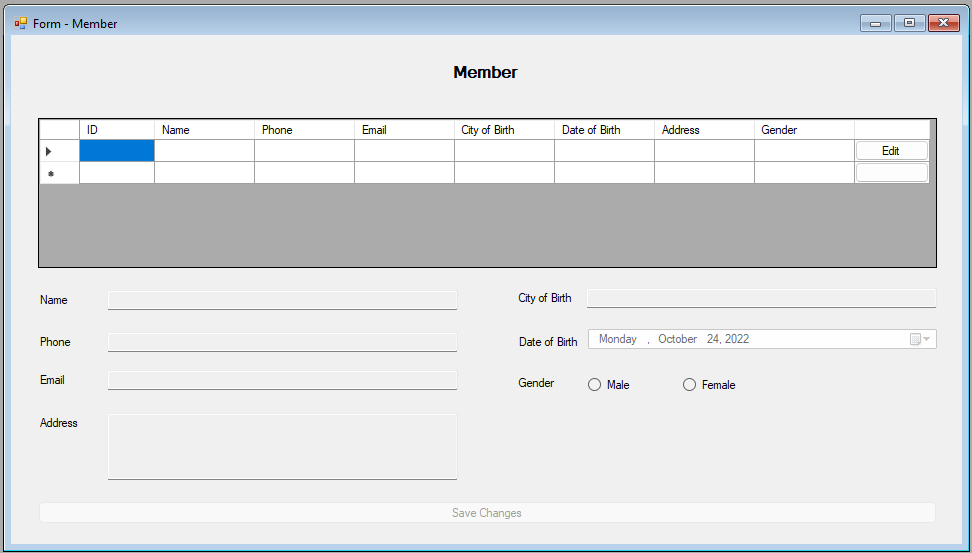 Form - Member
Member
ID Name Phone Email City of Birth Date of Birth Address Gender
Edit
Name
City of Birth
Phone
Date of Birth Monday , October 24, 2022
Email
Gender Male Female
Address
Save Changes